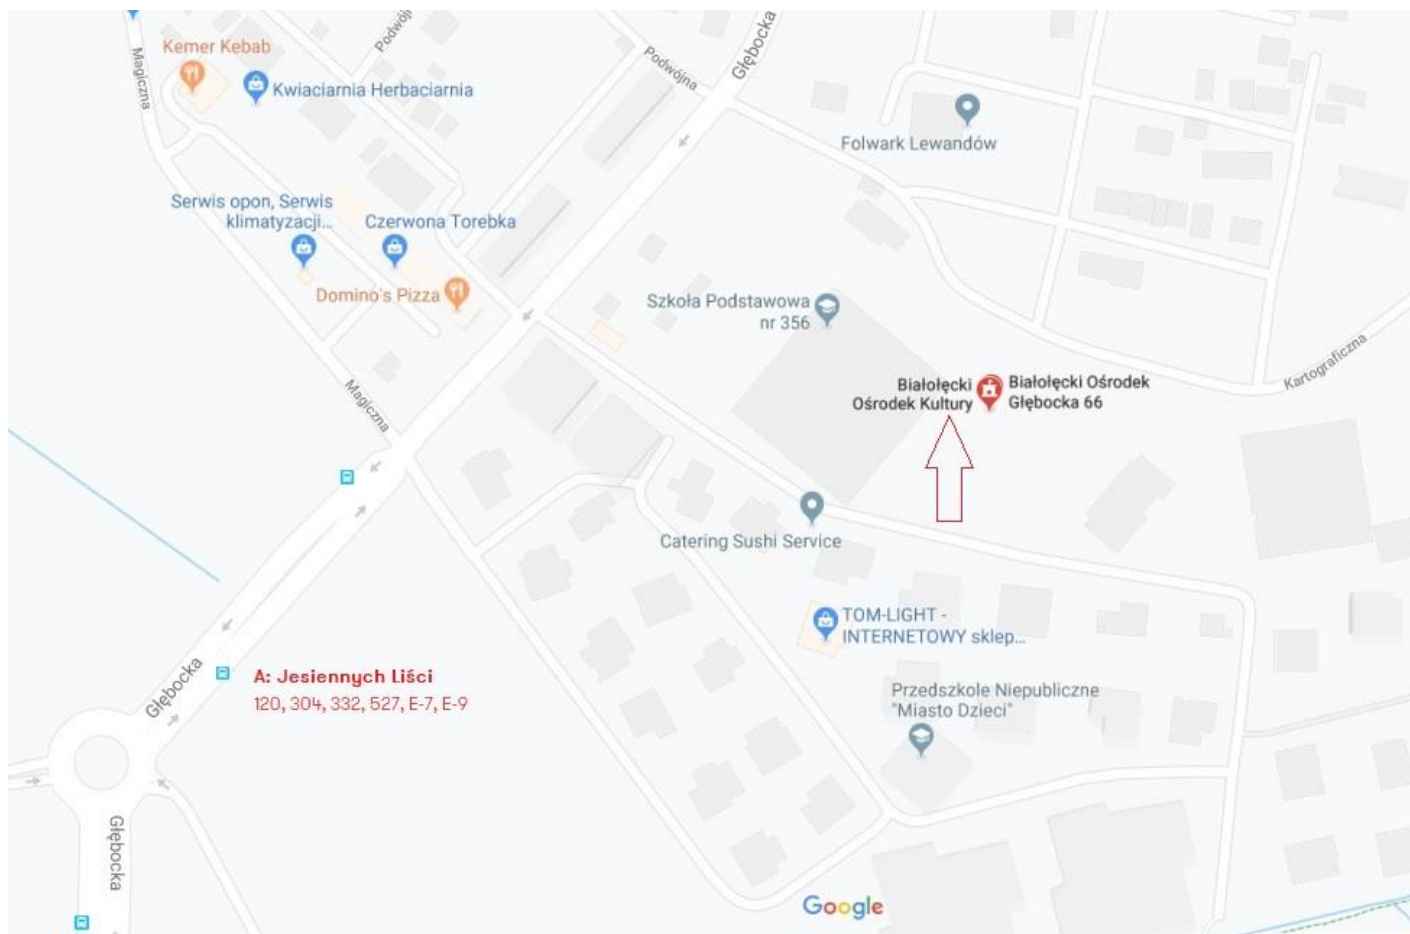 Kemer Kebab
Kwiaciarnia Herbaciarnia
Magiczna
Podwój
Podwójna
Głębocka
Folwark Lewandów
Serwis opon, Serwis
klimatyzacji...
Czerwona Torebka
Domino's Pizza
Szkoła Podstawowa
nr 356
Białołęcki
Ośrodek Kultury
Białołęcki Ośrodek
Głębocka 66
Kartograficzna
Magiczna
Catering Sushi Service
TOM-LIGHT -
INTERNETOWY sklep...
Głębocka
A: Jesiennych Liści
120, 304, 332, 527, E-7, E-9
Przedszkole Niepubliczne
"Miasto Dzieci"
Głębocka
Google